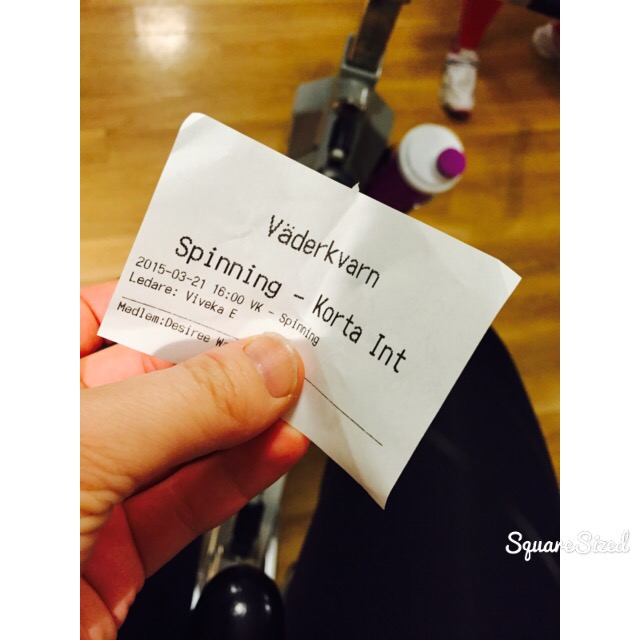 Väderkvarn
Spinning - Korta Int
2015-03-21 16:00 VK - Spinning
Ledare: Viveka E
Medlem:Desiree W
SquareSized